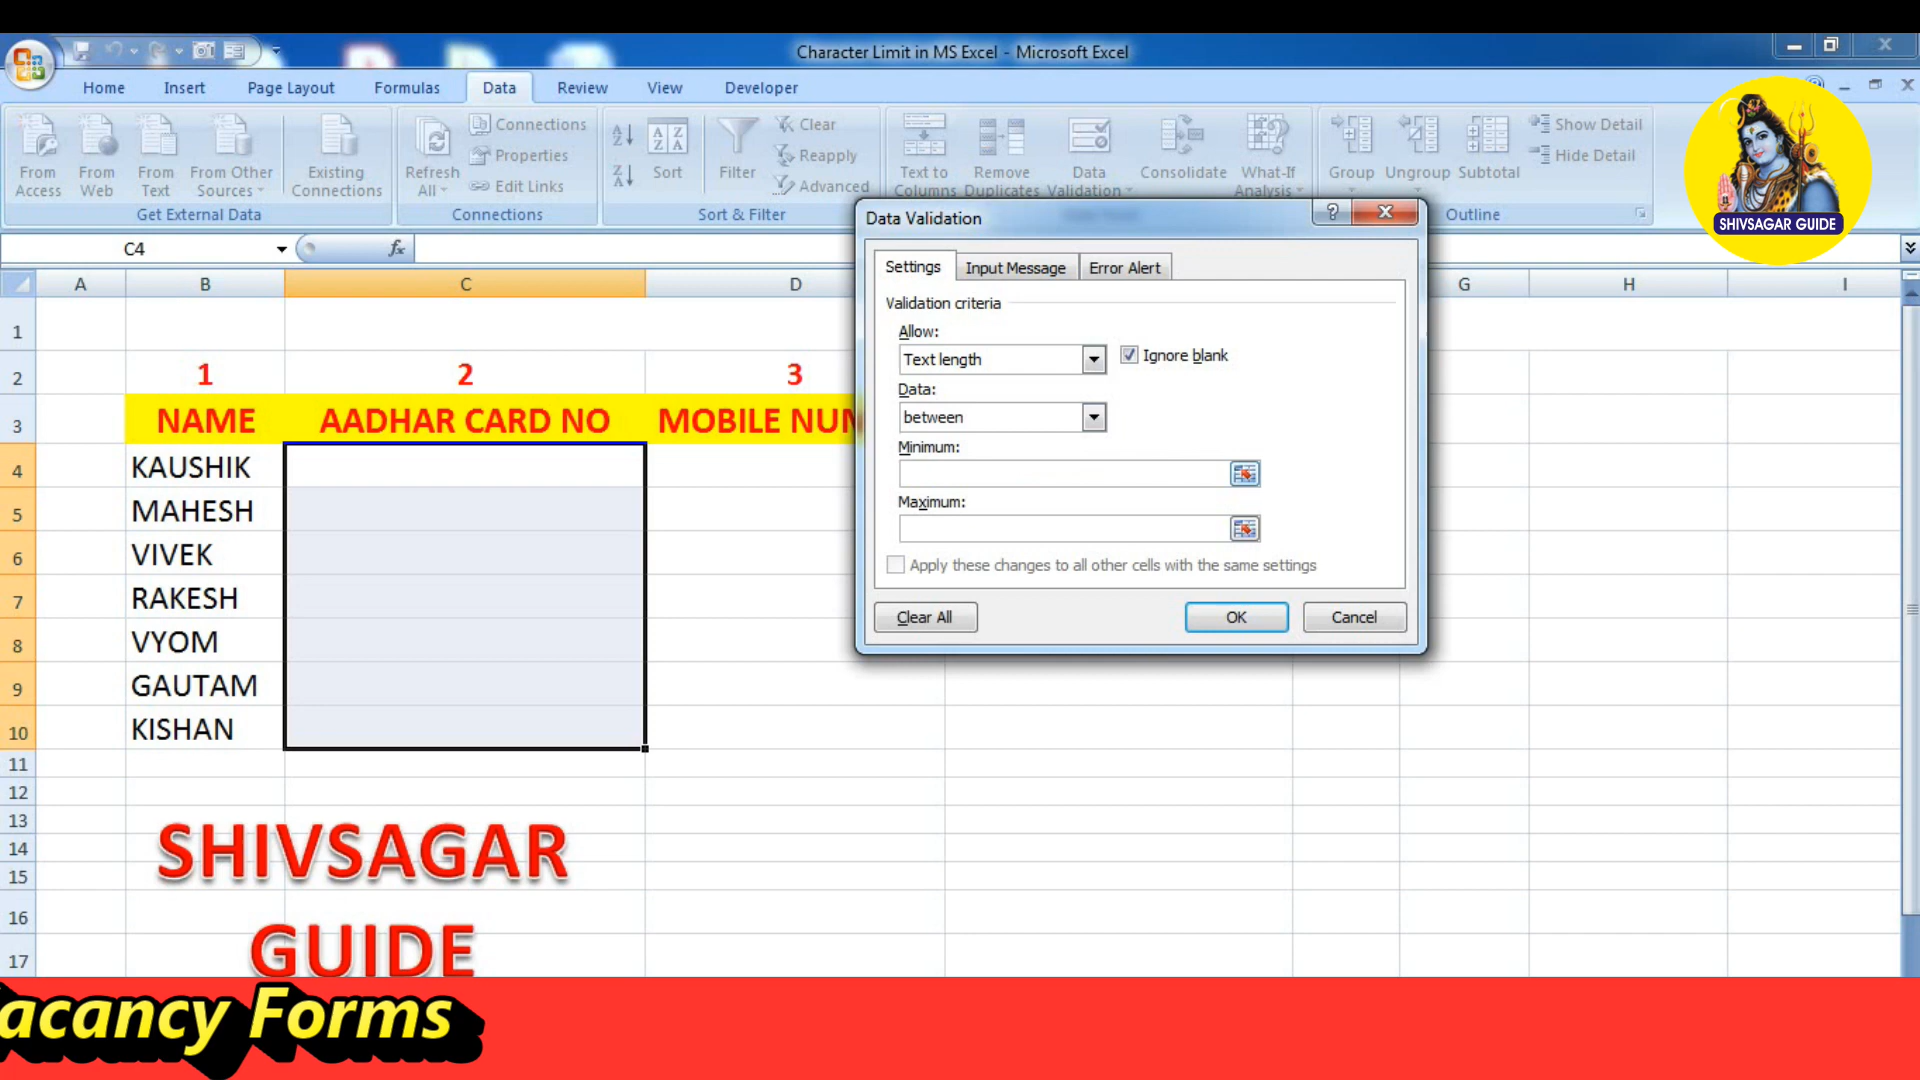 Character Limit in MS Excel - Microsoft Excel
Home Insert Page Layout Formulas Data Review View Developer
From Access
From Web
From Text
From Other Sources
Existing Connections
Get External Data
Refresh All
Connections
Properties
Edit Links
Connections
Sort
Filter
Clear
Reapply
Advanced
Sort & Filter
Text to Columns
Remove Duplicates
Data Validation
Consolidate
What-If Analysis
Group
Ungroup
Subtotal
Show Detail
Hide Detail
Outline
SHIVSAGAR GUIDE
C4
fx
A B C D G H I
1
2 1 2 3
3 NAME AADHAR CARD NO MOBILE NUM
4 KAUSHIK
5 MAHESH
6 VIVEK
7 RAKESH
8 VYOM
9 GAUTAM
10 KISHAN
11
12
13
14
15
16
17
SHIVSAGAR
GUIDE
Data Validation
Settings Input Message Error Alert
Validation criteria
Allow:
Text length
Ignore blank
Data:
between
Minimum:
Maximum:
Apply these changes to all other cells with the same settings
Clear All OK Cancel
acancy Forms